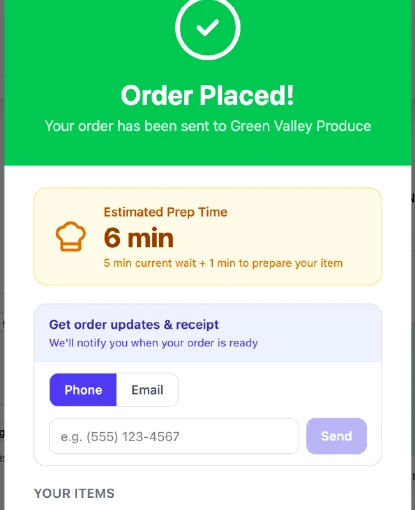 Order Placed!
Your order has been sent to Green Valley Produce
Estimated Prep Time
6 min
5 min current wait + 1 min to prepare your item
Get order updates & receipt
We'll notify you when your order is ready
Phone Email
e.g. (555) 123-4567 Send
YOUR ITEMS